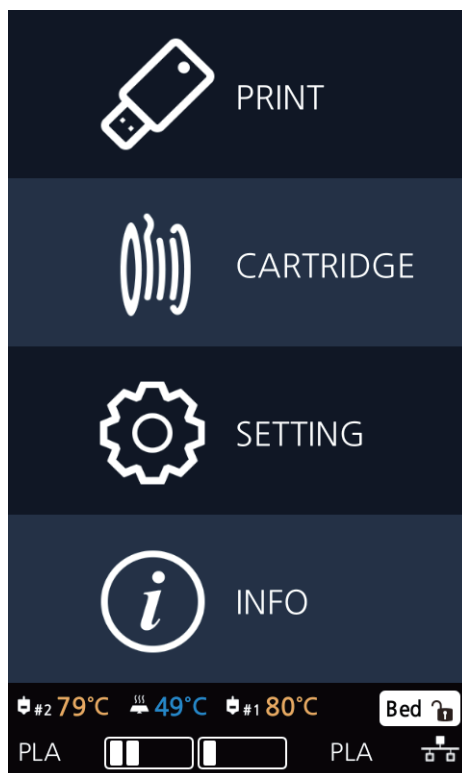 PRINT
CARTRIDGE
SETTING
INFO
#2 79°C 49°C #1 80°C Bed
PLA PLA